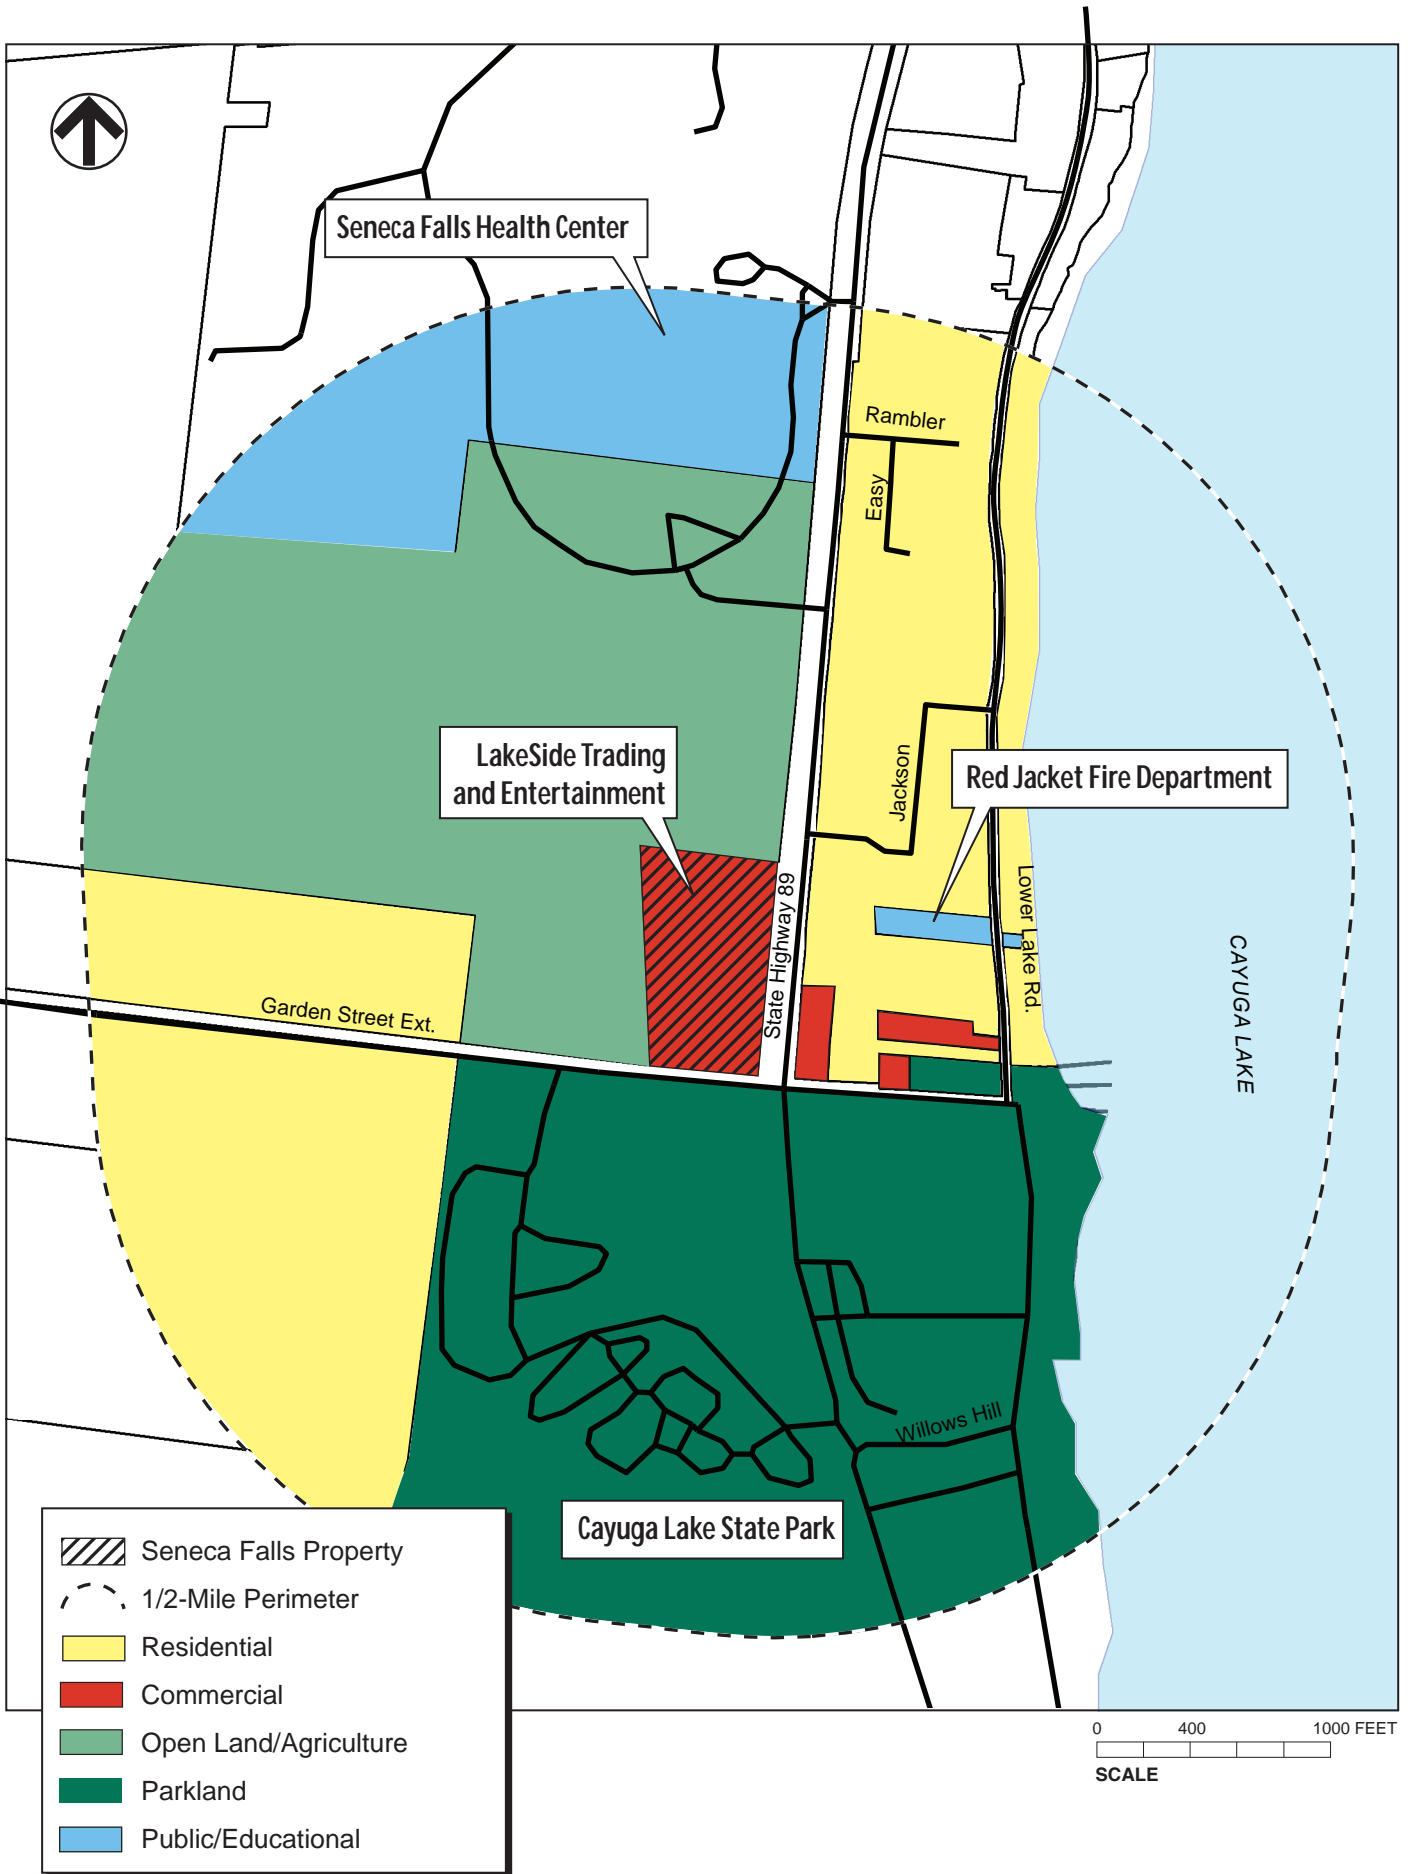 Seneca Falls Health Center
Rambler
Easy
LakeSide Trading
and Entertainment
Jackson
Red Jacket Fire Department
State Highway 89
Lower Lake Rd.
CAYUGA LAKE
Garden Street Ext.
Willows Hill
Cayuga Lake State Park
Seneca Falls Property
1/2-Mile Perimeter
Residential
Commercial
Open Land/Agriculture
Parkland
Public/Educational
0 400 1000 FEET
SCALE